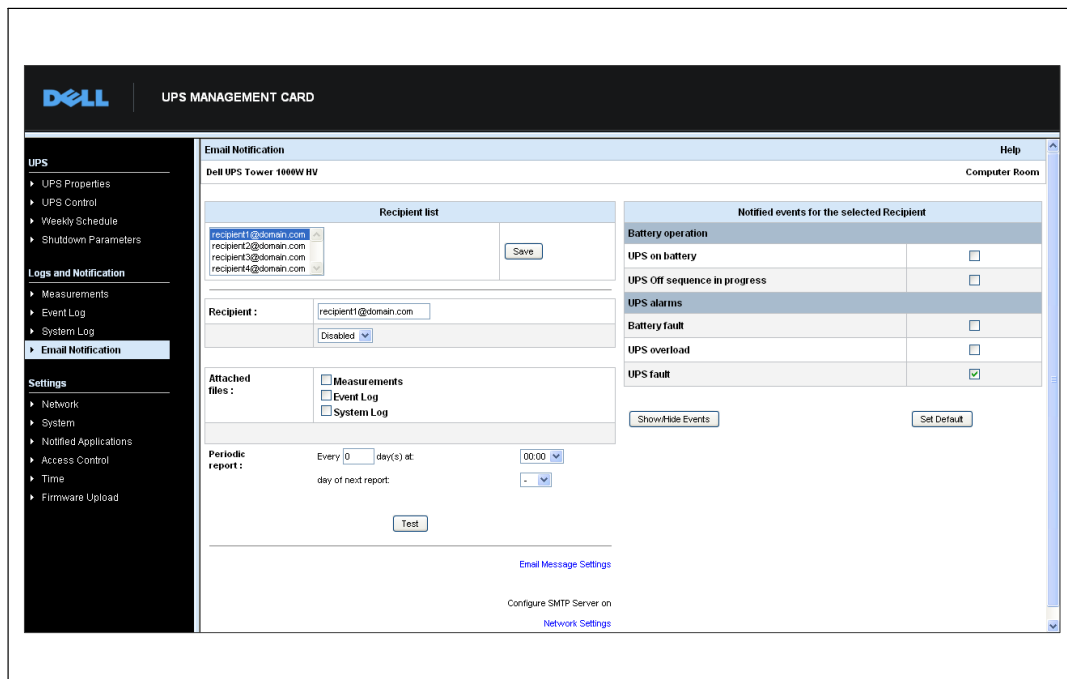 DELL
UPS MANAGEMENT CARD
UPS
UPS Properties
UPS Control
Weekly Schedule
Shutdown Parameters
Logs and Notification
Measurements
Event Log
System Log
Email Notification
Settings
Network
System
Notified Applications
Access Control
Time
Firmware Upload
Email Notification Help
Dell UPS Tower 1000W HV Computer Room
Recipient list
recipient1@domain.com
recipient2@domain.com
recipient3@domain.com
recipient4@domain.com
Save
Recipient : recipient1@domain.com
Disabled
Attached files :
Measurements
Event Log
System Log
Periodic report :
Every 0 day(s) at: 00:00
day of next report: -
Test
Email Message Settings
Configure SMTP Server on
Network Settings
Notified events for the selected Recipient
Battery operation
UPS on battery
UPS Off sequence in progress
UPS alarms
Battery fault
UPS overload
UPS fault
Show/Hide Events
Set Default